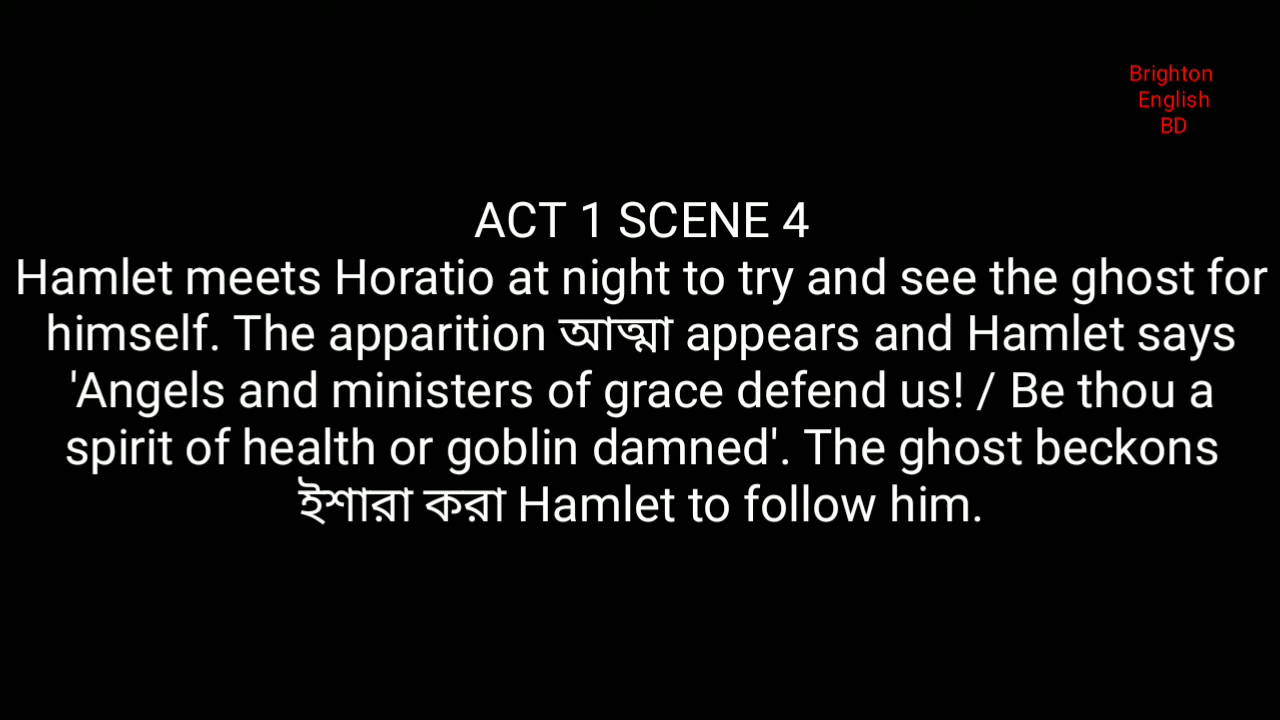 Brighton
English
BD
ACT 1 SCENE 4
Hamlet meets Horatio at night to try and see the ghost for
himself. The apparition আত্মা appears and Hamlet says
'Angels and ministers of grace defend us! / Be thou a
spirit of health or goblin damned'. The ghost beckons
ইশারা করা Hamlet to follow him.